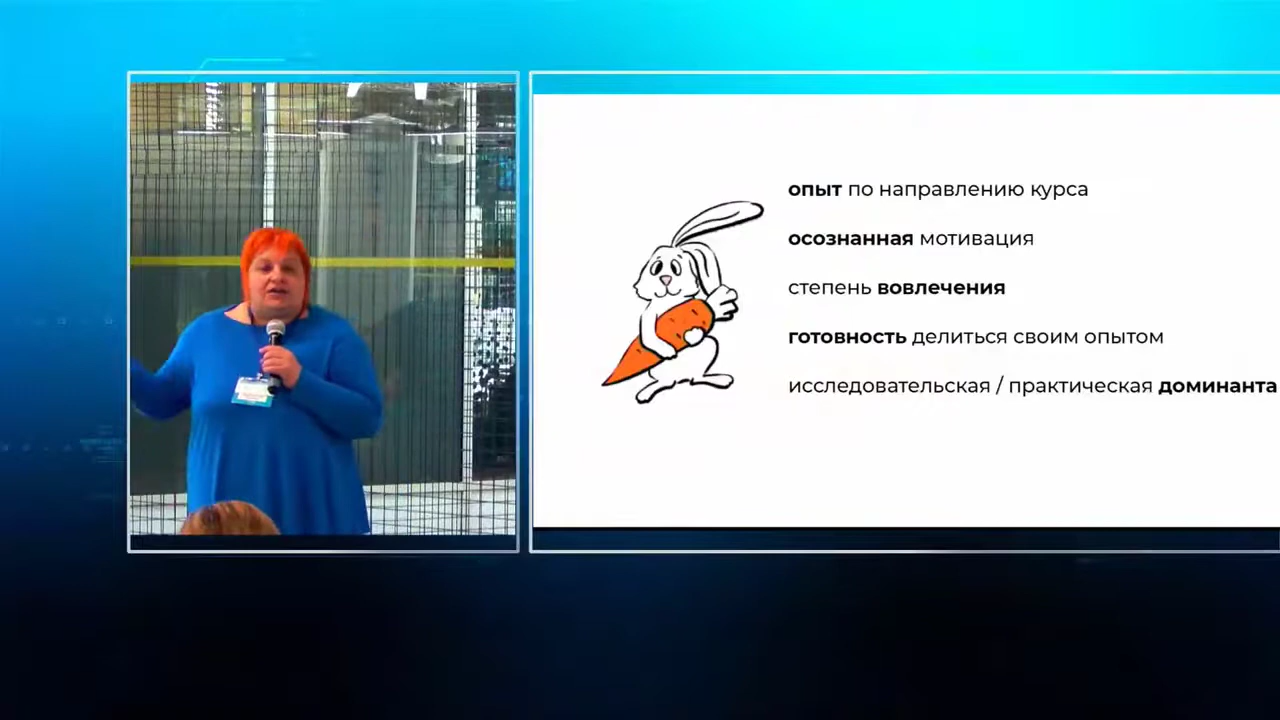 опыт по направлению курса
осознанная мотивация
степень вовлечения
готовность делиться своим опытом
исследовательская / практическая доминанта